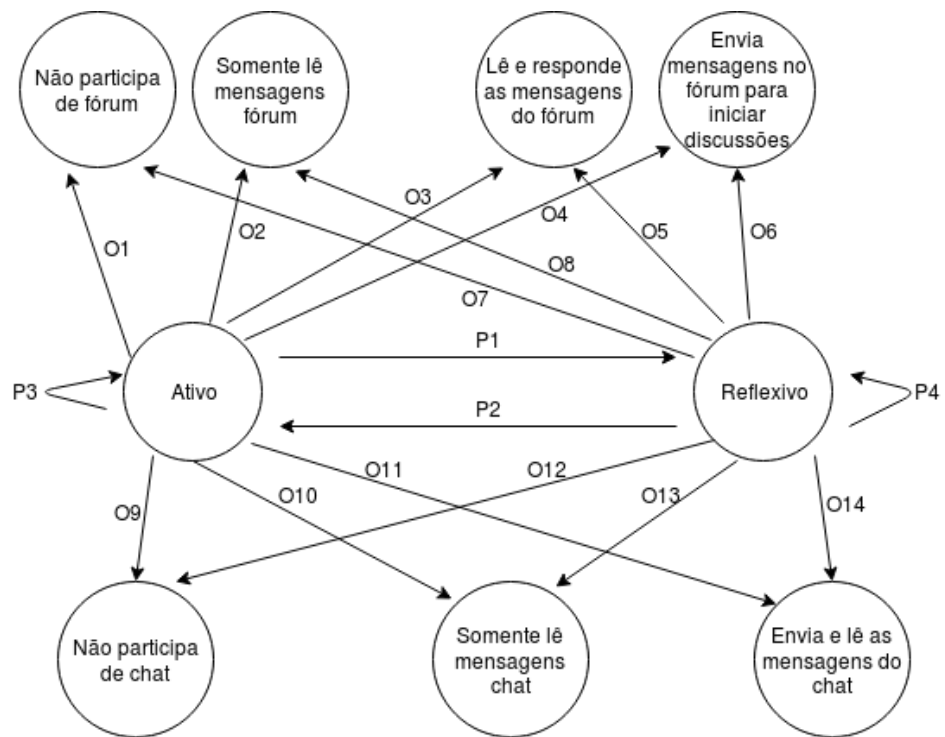 Não participa
de fórum
Somente lê
mensagens
fórum
Lê e responde
as mensagens
do fórum
Envia
mensagens no
fórum para
iniciar
discussões
O1
O2
O3
O4
O5
O6
O8
O7
P1
P3
Ativo
Reflexivo
P4
P2
O9
O10
O11
O12
O13
O14
Não participa
de chat
Somente lê
mensagens
chat
Envia e lê as
mensagens do
chat